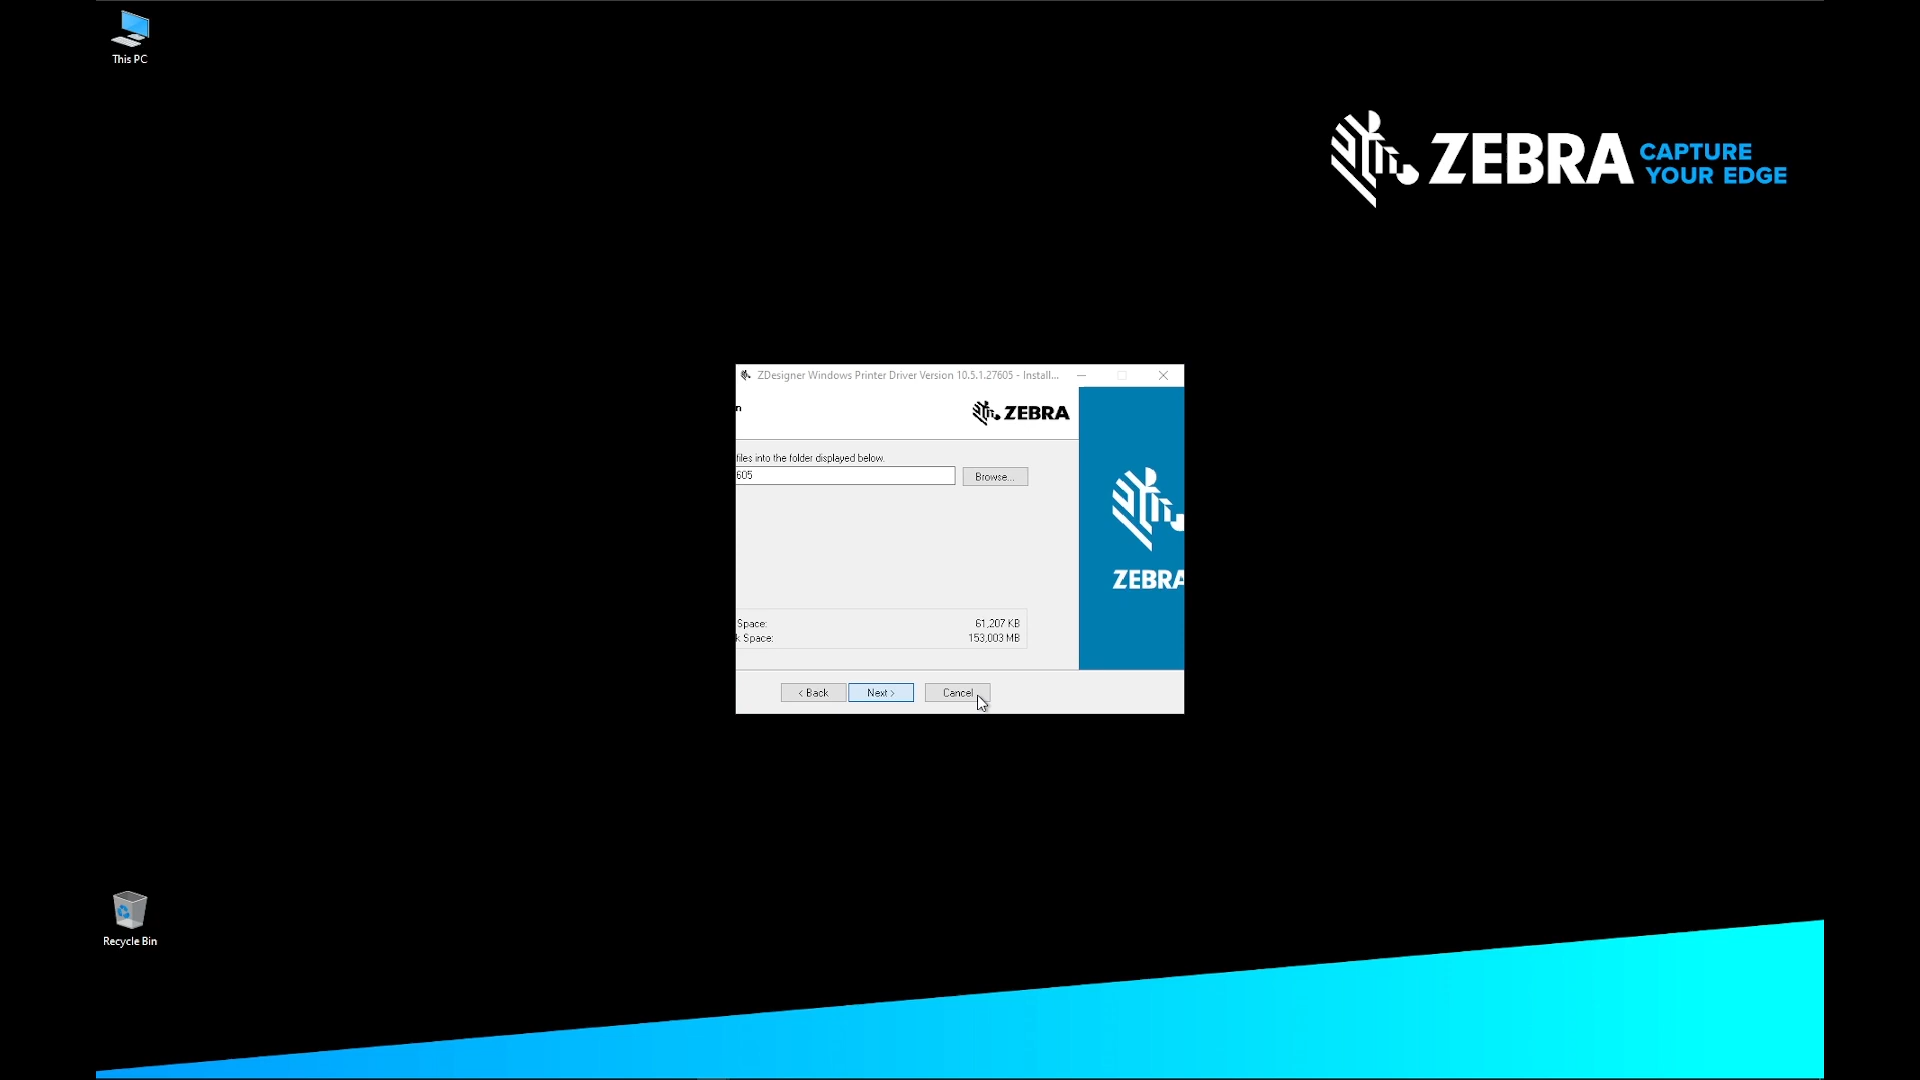 This PC
ZEBRA CAPTURE
YOUR EDGE
ZDesigner Windows Printer Driver Version 10.5.1.27605 - Install...
n
ZEBRA
files into the folder displayed below.
605
Browse...
ZEBRA
Space: 61,207 KB
k Space: 153,003 MB
< Back Next > Cancel
Recycle Bin